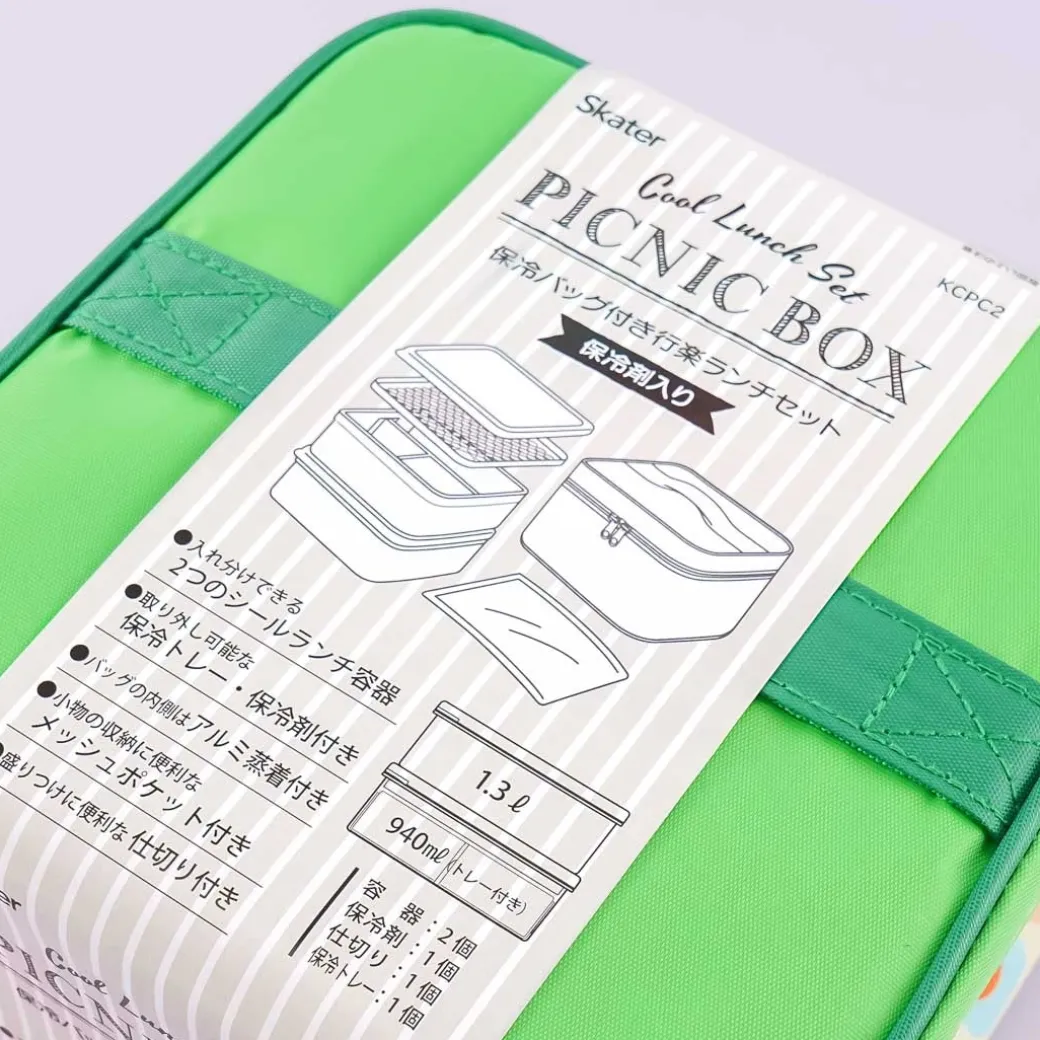 Skater
Cool Lunch Set
PICNIC BOX
KCPC2
保冷バッグ付き行楽ランチセット
保冷剤入り
●入れ分けできる
2つのシールランチ容器
●取り外し可能な
保冷トレー・保冷剤付き
●バッグの内側はアルミ蒸着付き
●小物の収納に便利な
メッシュポケット付き
●盛りつけに便利な仕切り付き
1.3ℓ
940㎖(トレー付き)
容 器:2個
保冷剤:1個
仕切り:1個
保冷トレー:1個
Cool Lun